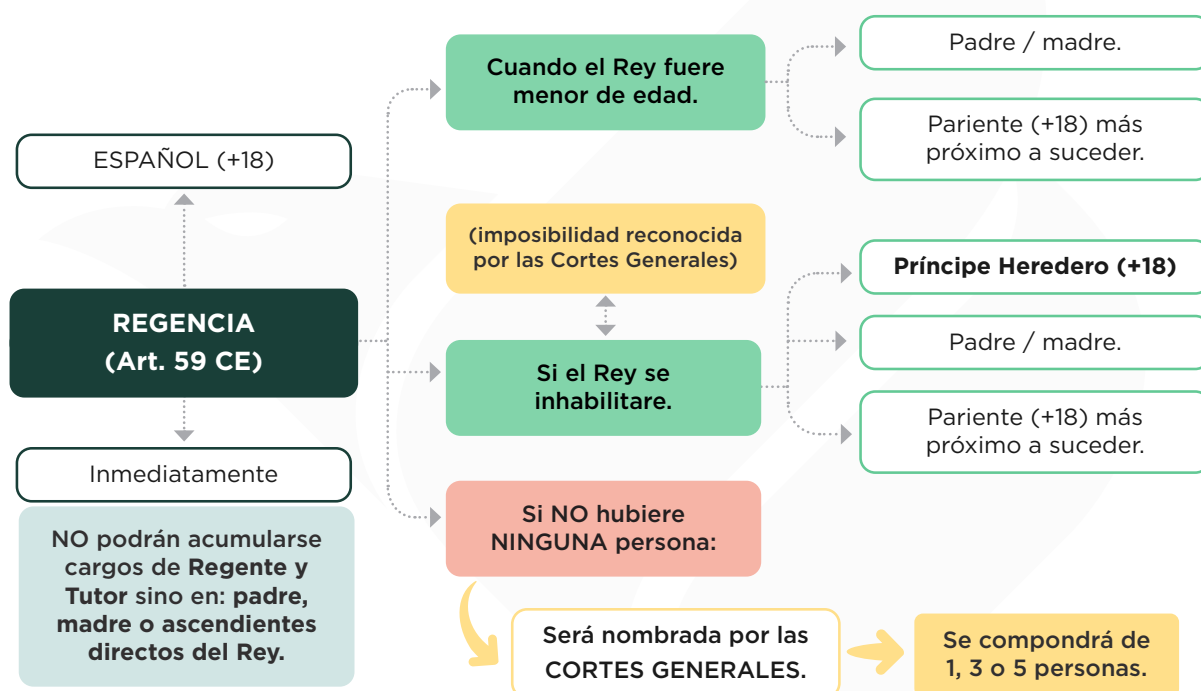 ESPAÑOL (+18)
REGENCIA
(Art. 59 CE)
Inmediatamente
NO podrán acumularse
cargos de Regente y
Tutor sino en: padre,
madre o ascendientes
directos del Rey.
Cuando el Rey fuere
menor de edad.
Padre / madre.
Pariente (+18) más
próximo a suceder.
(imposibilidad reconocida
por las Cortes Generales)
Si el Rey se
inhabilitare.
Príncipe Heredero (+18)
Padre / madre.
Pariente (+18) más
próximo a suceder.
Si NO hubiere
NINGUNA persona:
Será nombrada por las
CORTES GENERALES.
Se compondrá de
1, 3 o 5 personas.